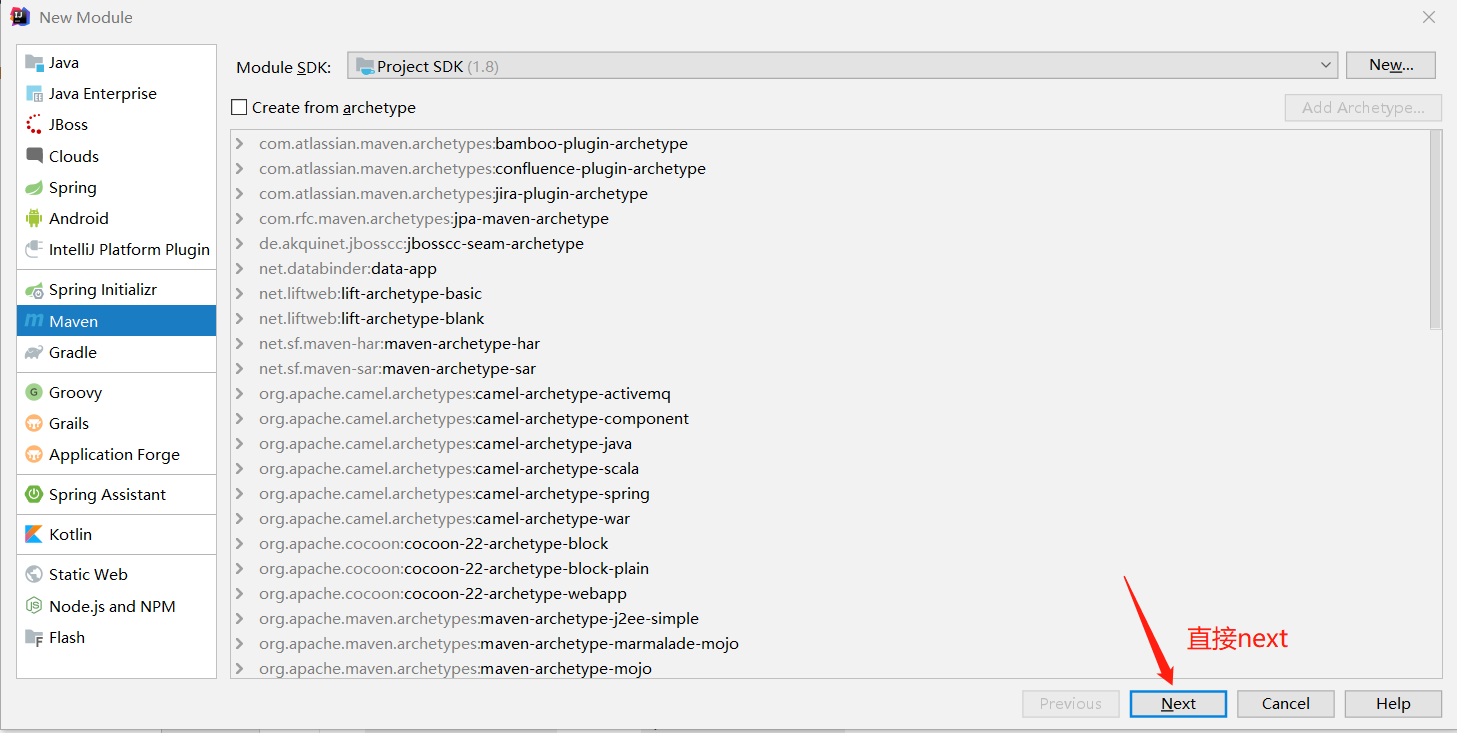 New Module
Java
Java Enterprise
JBoss
Clouds
Spring
Android
IntelliJ Platform Plugin
Spring Initializr
Maven
Gradle
Groovy
Grails
Application Forge
Spring Assistant
Kotlin
Static Web
Node.js and NPM
Flash
Module SDK: Project SDK (1.8) New...
Create from archetype Add Archetype...
com.atlassian.maven.archetypes:bamboo-plugin-archetype
com.atlassian.maven.archetypes:confluence-plugin-archetype
com.atlassian.maven.archetypes:jira-plugin-archetype
com.rfc.maven.archetypes:jpa-maven-archetype
de.akquinet.jbosscc:jbosscc-seam-archetype
net.databinder:data-app
net.liftweb:lift-archetype-basic
net.liftweb:lift-archetype-blank
net.sf.maven-har:maven-archetype-har
net.sf.maven-sar:maven-archetype-sar
org.apache.camel.archetypes:camel-archetype-activemq
org.apache.camel.archetypes:camel-archetype-component
org.apache.camel.archetypes:camel-archetype-java
org.apache.camel.archetypes:camel-archetype-scala
org.apache.camel.archetypes:camel-archetype-spring
org.apache.camel.archetypes:camel-archetype-war
org.apache.cocoon:cocoon-22-archetype-block
org.apache.cocoon:cocoon-22-archetype-block-plain
org.apache.cocoon:cocoon-22-archetype-webapp
org.apache.maven.archetypes:maven-archetype-j2ee-simple
org.apache.maven.archetypes:maven-archetype-marmalade-mojo
org.apache.maven.archetypes:maven-archetype-mojo
直接next
Previous Next Cancel Help